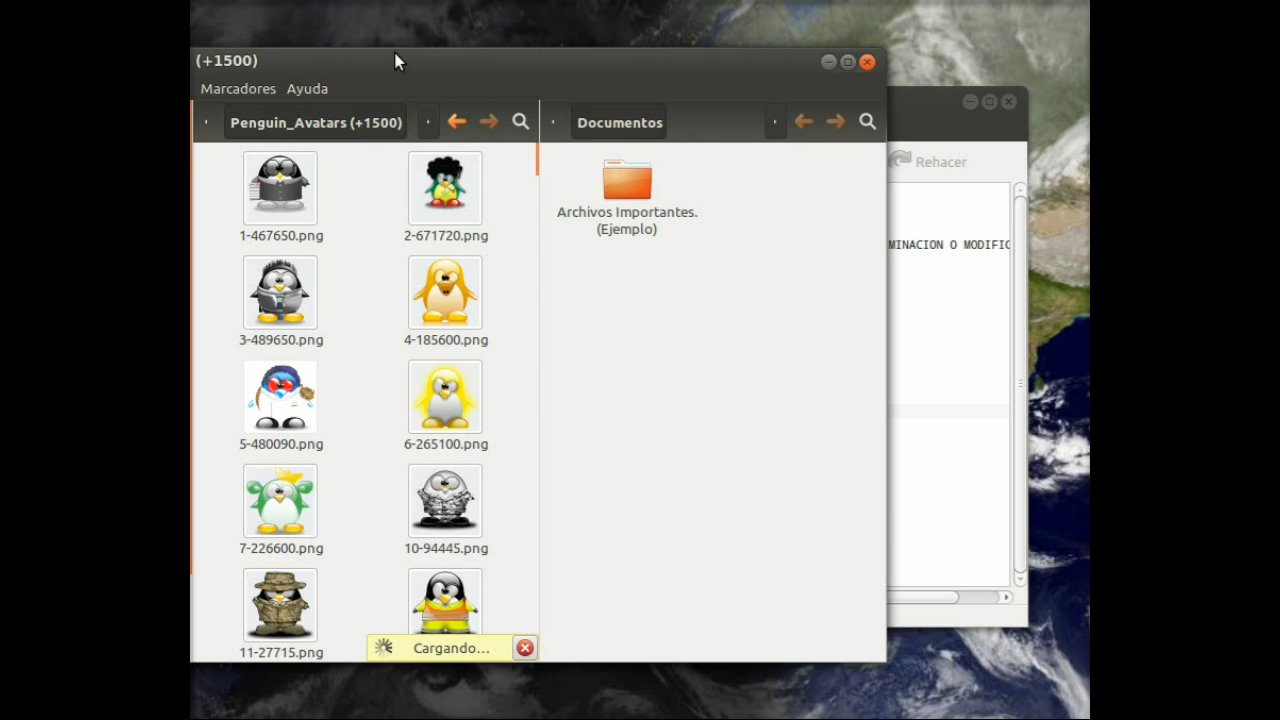 (+1500)
Marcadores Ayuda
Penguin_Avatars (+1500)
Documentos
Rehacer
1-467650.png
2-671720.png
Archivos Importantes.
(Ejemplo)
MINACION O MODIFIC
3-489650.png
4-185600.png
5-480090.png
6-265100.png
7-226600.png
10-94445.png
11-27715.png
Cargando...